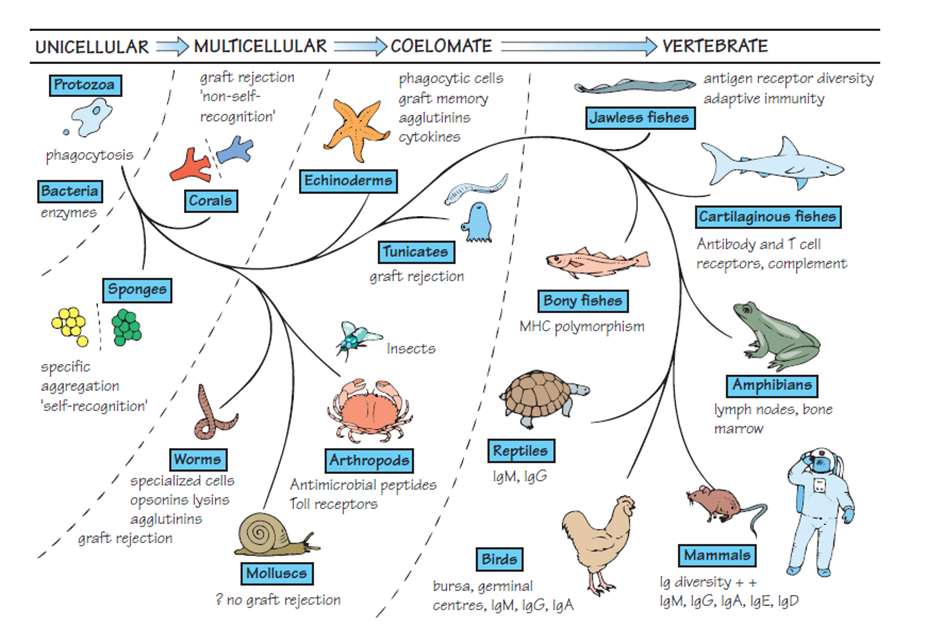 UNICELLULAR
MULTICELLULAR
COELOMATE
VERTEBRATE
Protozoa
phagocytosis
Bacteria
enzymes
graft rejection
'non-self-
recognition'
Corals
Sponges
specific
aggregation
'self-recognition'
phagocytic cells
graft memory
agglutinins
cytokines
Echinoderms
Tunicates
graft rejection
Insects
Worms
specialized cells
opsonins lysins
agglutinins
graft rejection
Arthropods
Antimicrobial peptides
Toll receptors
Molluscs
? no graft rejection
antigen receptor diversity
adaptive immunity
Jawless fishes
Cartilaginous fishes
Antibody and T cell
receptors, complement
Bony fishes
MHC polymorphism
Amphibians
lymph nodes, bone
marrow
Reptiles
IgM, IgG
Birds
bursa, germinal
centres, IgM, IgG, IgA
Mammals
Ig diversity + +
IgM, IgG, IgA, IgE, IgD